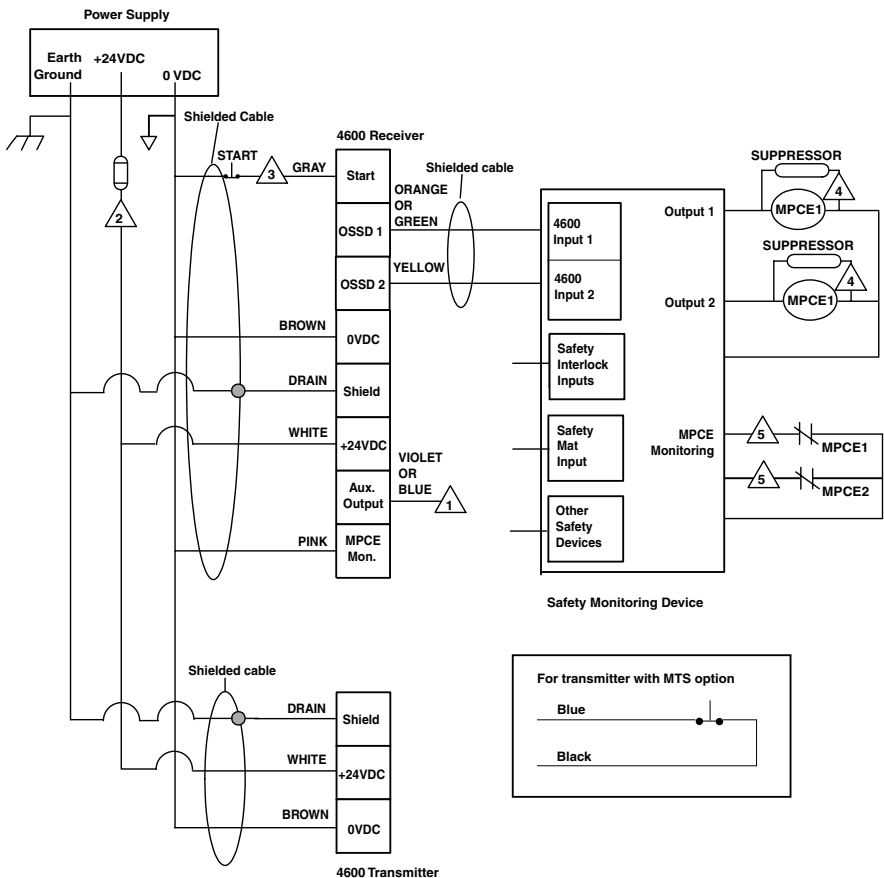 Power Supply
Earth
Ground
+24VDC
0 VDC
Shielded Cable
START
3
GRAY
2
4600 Receiver
Start
OSSD 1
OSSD 2
0VDC
Shield
+24VDC
Aux.
Output
MPCE
Mon.
ORANGE
OR
GREEN
YELLOW
Shielded cable
BROWN
DRAIN
WHITE
VIOLET
OR
BLUE
1
PINK
4600
Input 1
4600
Input 2
Safety
Interlock
Inputs
Safety
Mat
Input
Other
Safety
Devices
Output 1
Output 2
MPCE
Monitoring
Safety Monitoring Device
SUPPRESSOR
4
MPCE1
SUPPRESSOR
4
MPCE1
5
MPCE1
5
MPCE2
Shielded cable
DRAIN
WHITE
BROWN
Shield
+24VDC
0VDC
4600 Transmitter
For transmitter with MTS option
Blue
Black